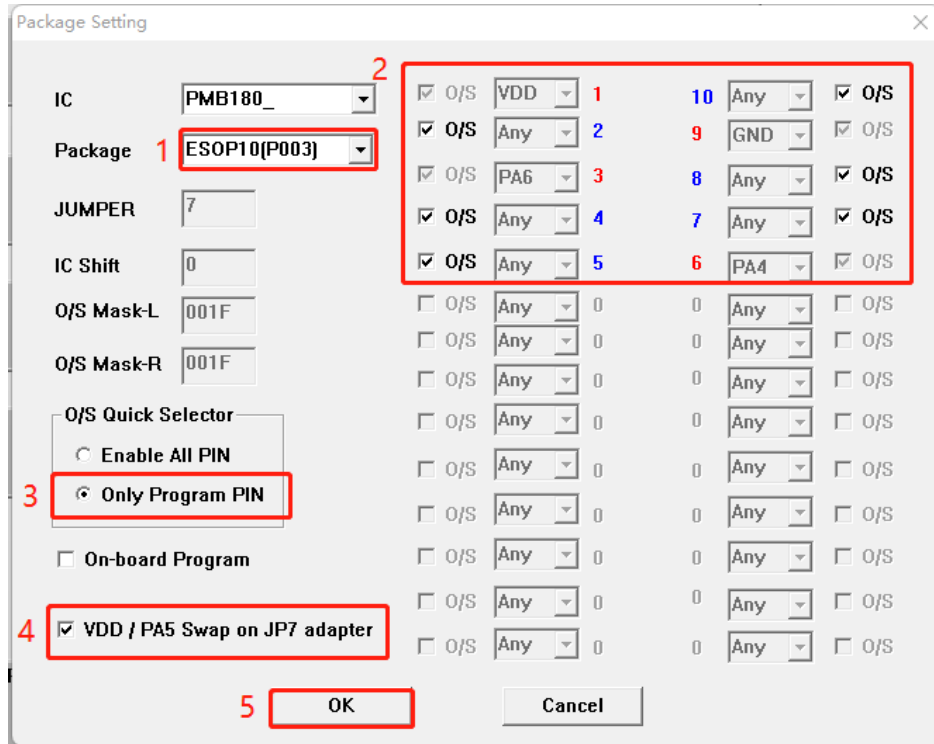 Package Setting
2
IC PMB180_
Package 1 ESOP10(P003)
JUMPER 7
IC Shift 0
O/S Mask-L 001F
O/S Mask-R 001F
O/S Quick Selector
Enable All PIN
3 Only Program PIN
On-board Program
4 VDD / PA5 Swap on JP7 adapter
O/S VDD 1 10 Any O/S
O/S Any 2 9 GND O/S
O/S PA6 3 8 Any O/S
O/S Any 4 7 Any O/S
O/S Any 5 6 PA4 O/S
O/S Any 0 0 Any O/S
O/S Any 0 0 Any O/S
O/S Any 0 0 Any O/S
O/S Any 0 0 Any O/S
O/S Any 0 0 Any O/S
O/S Any 0 0 Any O/S
O/S Any 0 0 Any O/S
O/S Any 0 0 Any O/S
O/S Any 0 0 Any O/S
5 OK Cancel